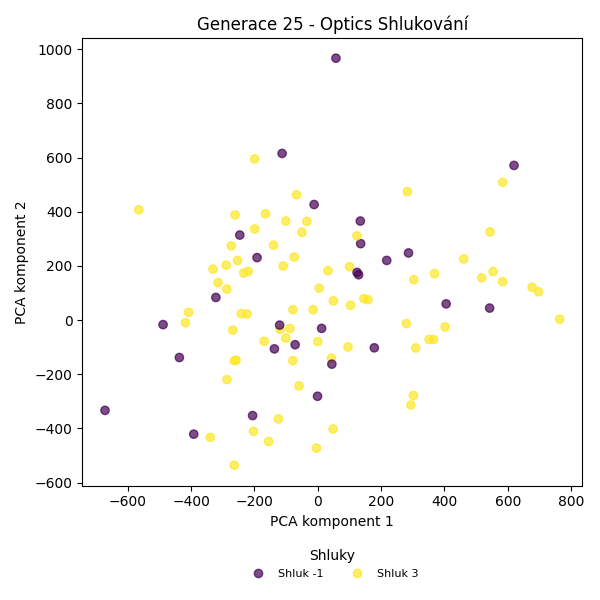 Generace 25 - Optics Shlukování
1000
800
600
400
200
0
−200
−400
−600
PCA komponent 2
−600 −400 −200 0 200 400 600 800
PCA komponent 1
Shluky
Shluk -1 Shluk 3